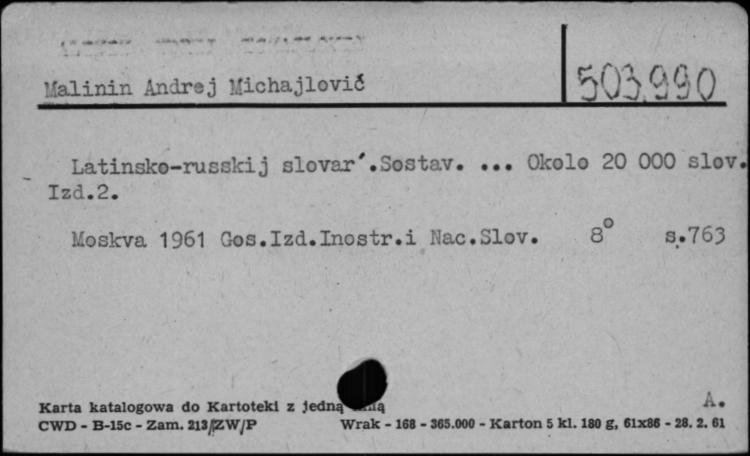 Malinin Andrej Michajlovič
503.990
Latinsko-russkij slovar'.Sostav. ... Okolo 20 000 slov.
Izd.2.
Moskva 1961 Gos.Izd.Inostr.i Nac.Slov. 8° s.763
A.
Karta katalogowa do Kartoteki z jedną
CWD - B-15c - Zam. 213/ZW/P Wrak - 168 - 365.000 - Karton 5 kl. 180 g, 61x86 - 28. 2. 61